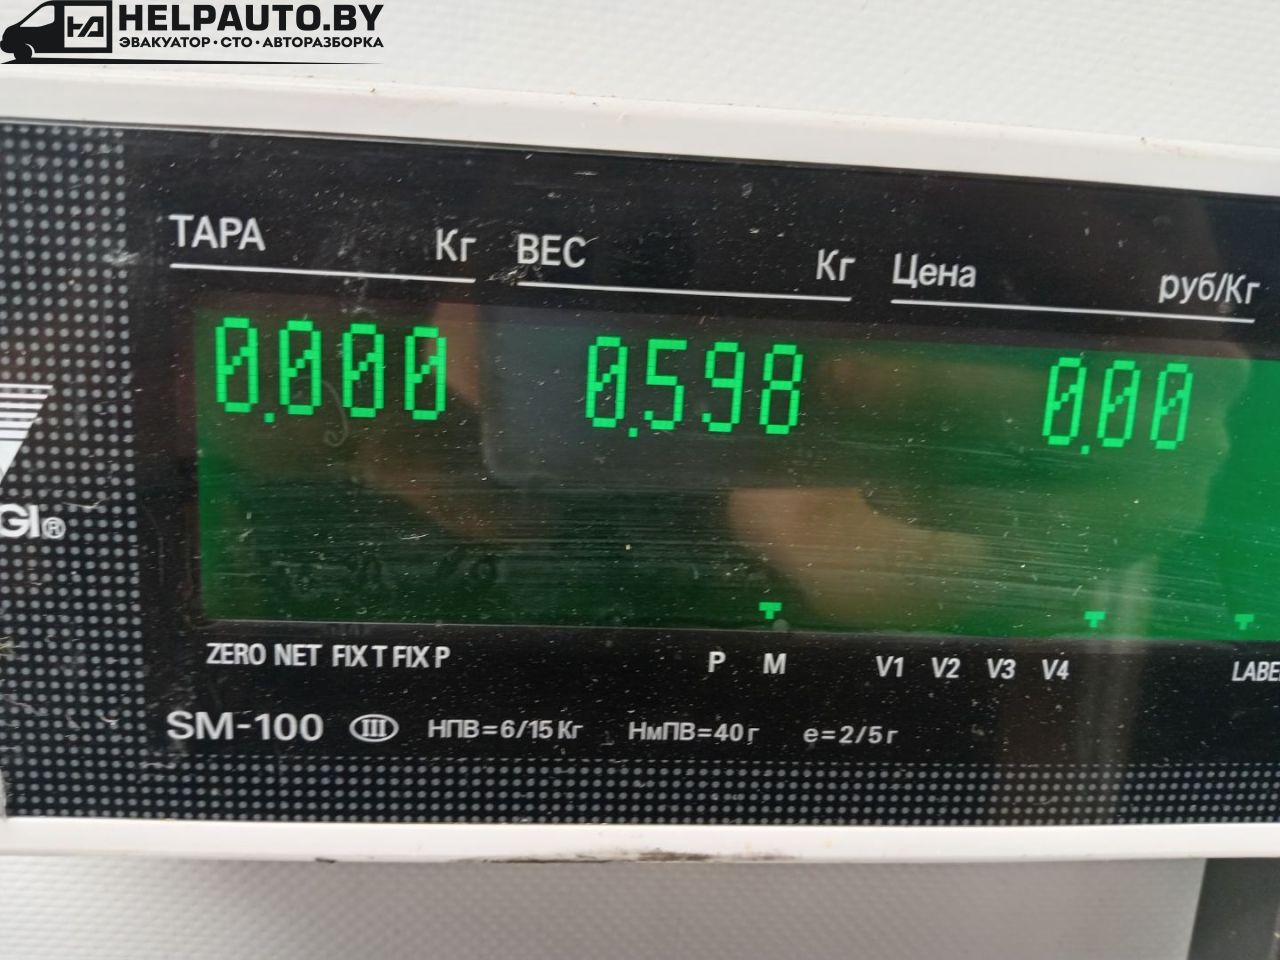 HELPAUTO.BY
ЭВАКУАТОР · СТО · АВТОРАЗБОРКА
ТАРА Кг ВЕС Кг Цена руб/Кг
0.000 0.598 0.00
GI®
ZERO NET FIX T FIX P P M V1 V2 V3 V4
SM-100 III НПВ=6/15 Кг НмПВ=40 г e=2/5 г